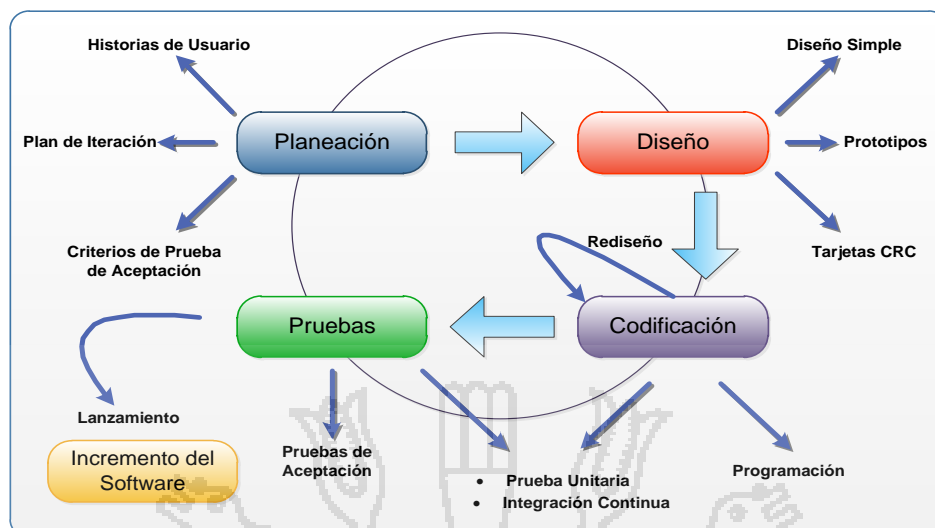 Historias de Usuario
Diseño Simple
Planeación
Diseño
Plan de Iteración
Prototipos
Criterios de Prueba
de Aceptación
Rediseño
Tarjetas CRC
Pruebas
Codificación
Lanzamiento
Incremento del
Software
Pruebas de
Aceptación
• Prueba Unitaria
• Integración Continua
Programación